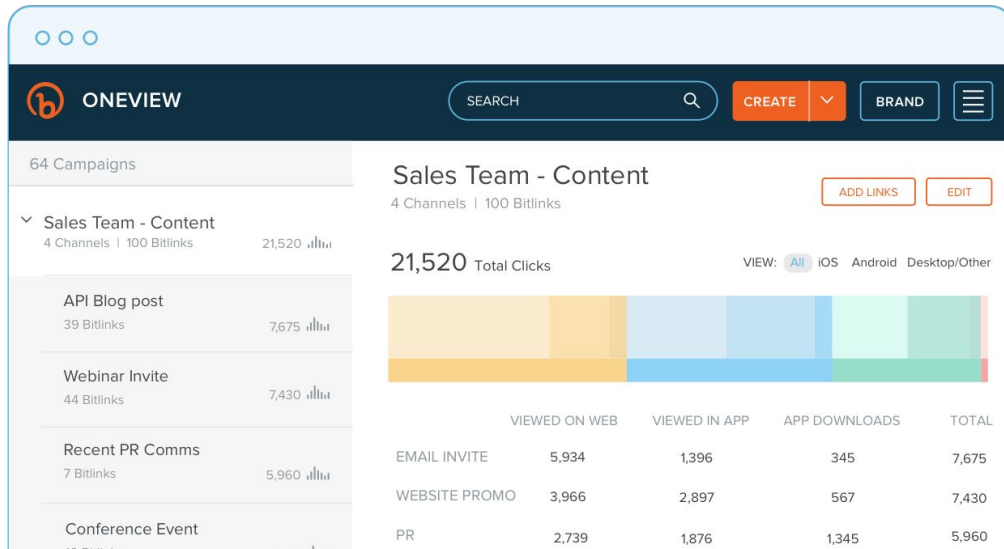 ONEVIEW
SEARCH
CREATE
BRAND
64 Campaigns
Sales Team - Content
4 Channels | 100 Bitlinks
21,520
API Blog post
39 Bitlinks
7,675
Webinar Invite
44 Bitlinks
7,430
Recent PR Comms
7 Bitlinks
5,960
Conference Event
Sales Team - Content
4 Channels | 100 Bitlinks
ADD LINKS
EDIT
21,520 Total Clicks
VIEW: All iOS Android Desktop/Other
VIEWED ON WEB VIEWED IN APP APP DOWNLOADS TOTAL
EMAIL INVITE 5,934 1,396 345 7,675
WEBSITE PROMO 3,966 2,897 567 7,430
PR 2,739 1,876 1,345 5,960